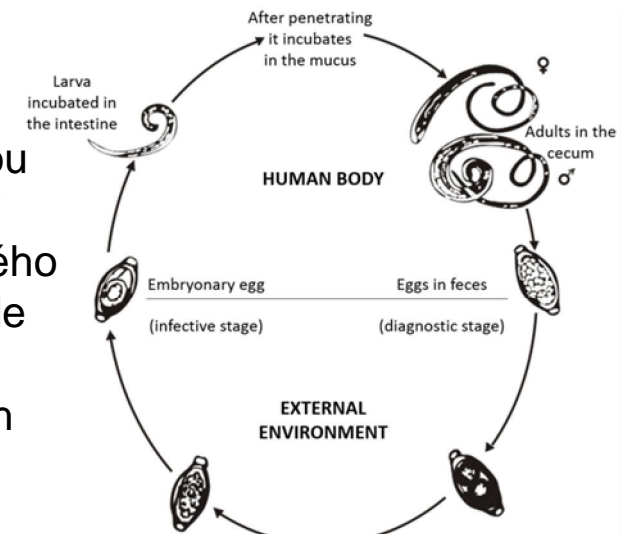 After penetrating
it incubates
in the mucus
♀
Larva
incubated in
the intestine
Adults in the
cecum
♂
HUMAN BODY
Embryonary egg
Eggs in feces
(infective stage)
(diagnostic stage)
EXTERNAL
ENVIRONMENT